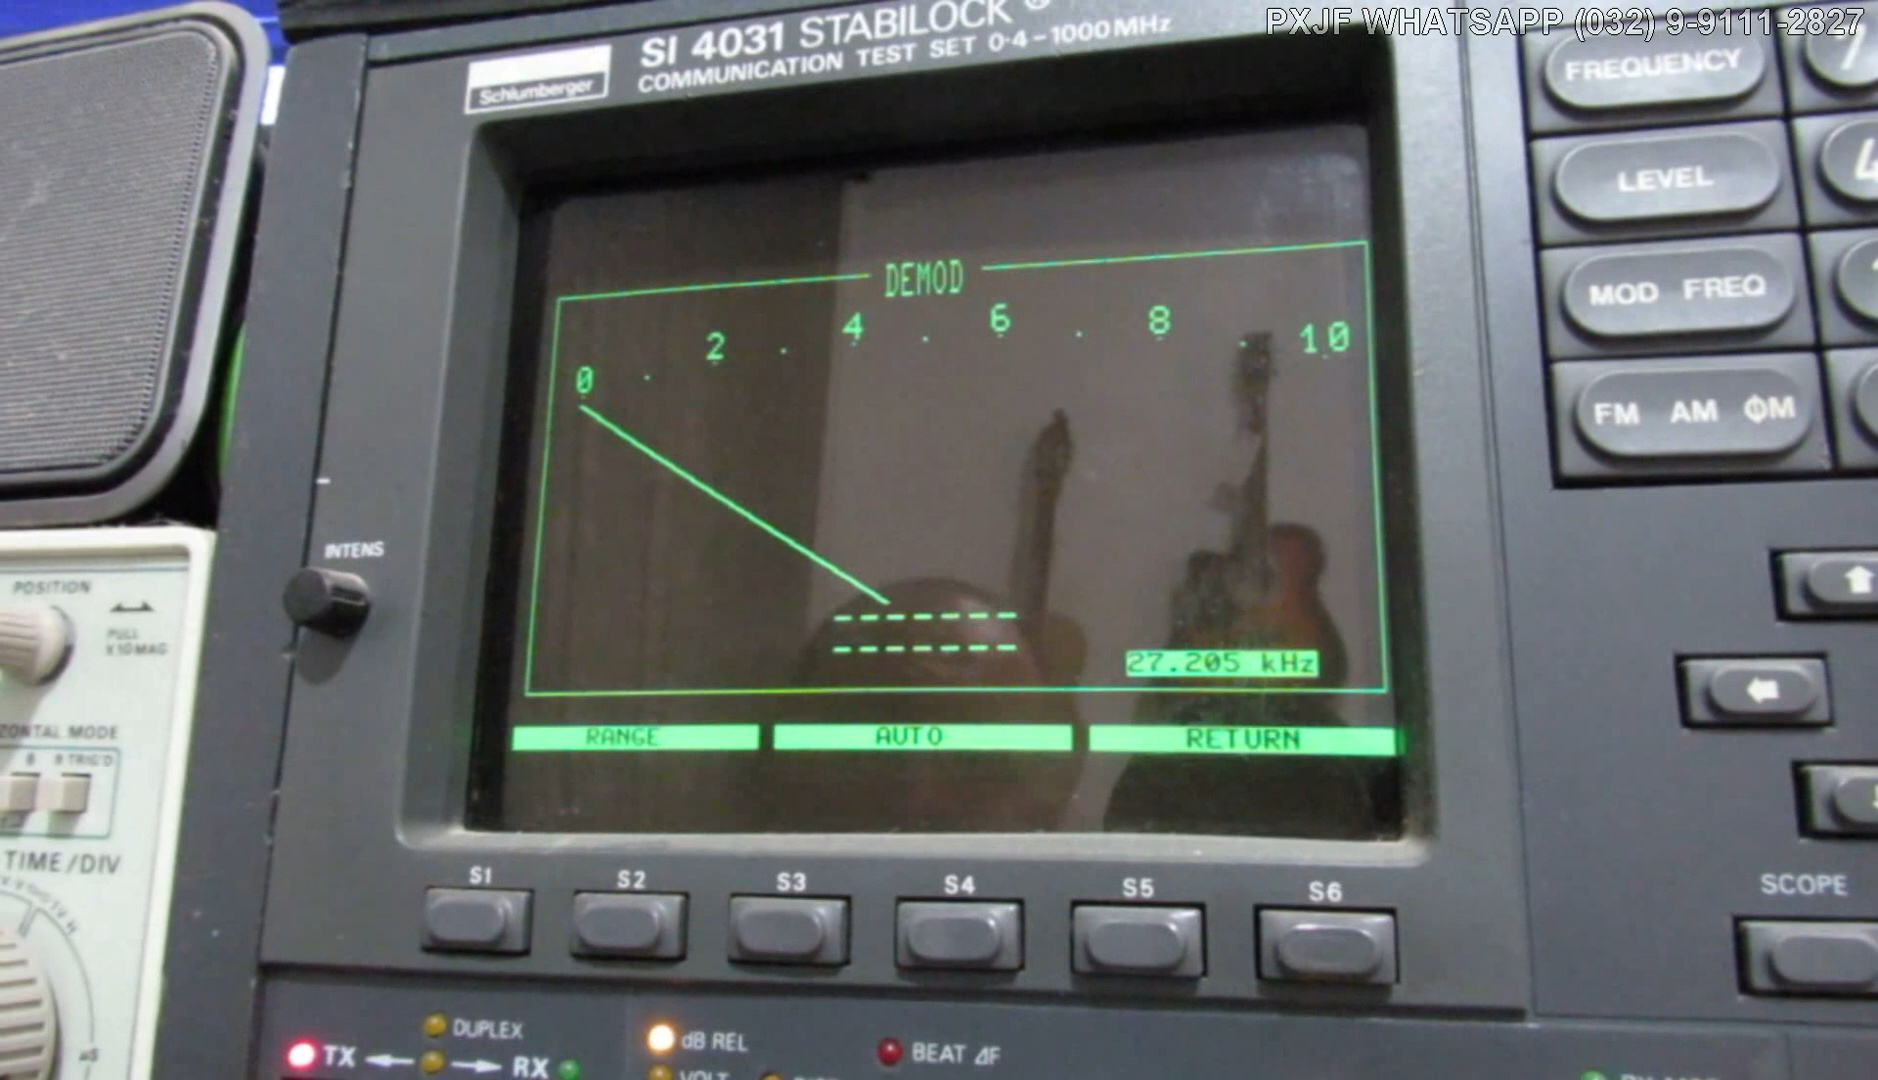 PXJF WHATSAPP (032) 9-9111-2827
Schlumberger
SI 4031 STABILOCK ®
COMMUNICATION TEST SET 0·4-1000MHz
DEMOD
0 . 2 . 4 . 6 . 8 . 10
27.205 kHz
RANGE AUTO RETURN
S1 S2 S3 S4 S5 S6
INTENS
FREQUENCY 7
LEVEL 4
MOD FREQ
FM AM ΦM
SCOPE
POSITION
PULL
X10 MAG
ZONTAL MODE
B B TRIG'D
TIME/DIV
µS
TX RX
DUPLEX
dB REL
VOLT
BEAT ΔF